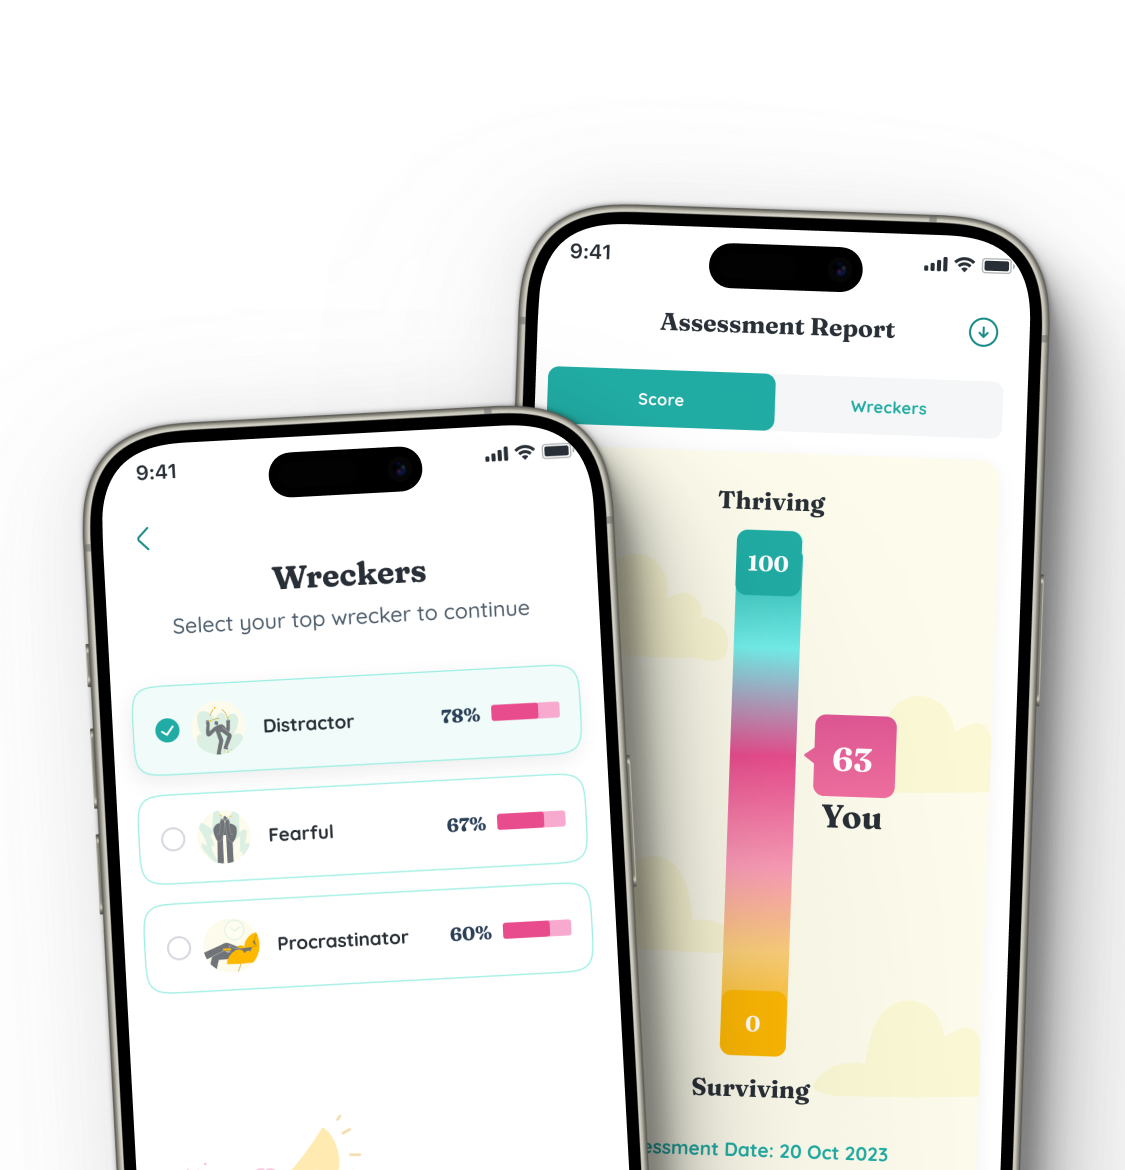 9:41
Assessment Report
Score
Wreckers
Thriving
100
63
You
0
Surviving
Date: 20 Oct 2023
9:41
Wreckers
Select your top wrecker to continue
Distractor
78%
Fearful
67%
Procrastinator
60%